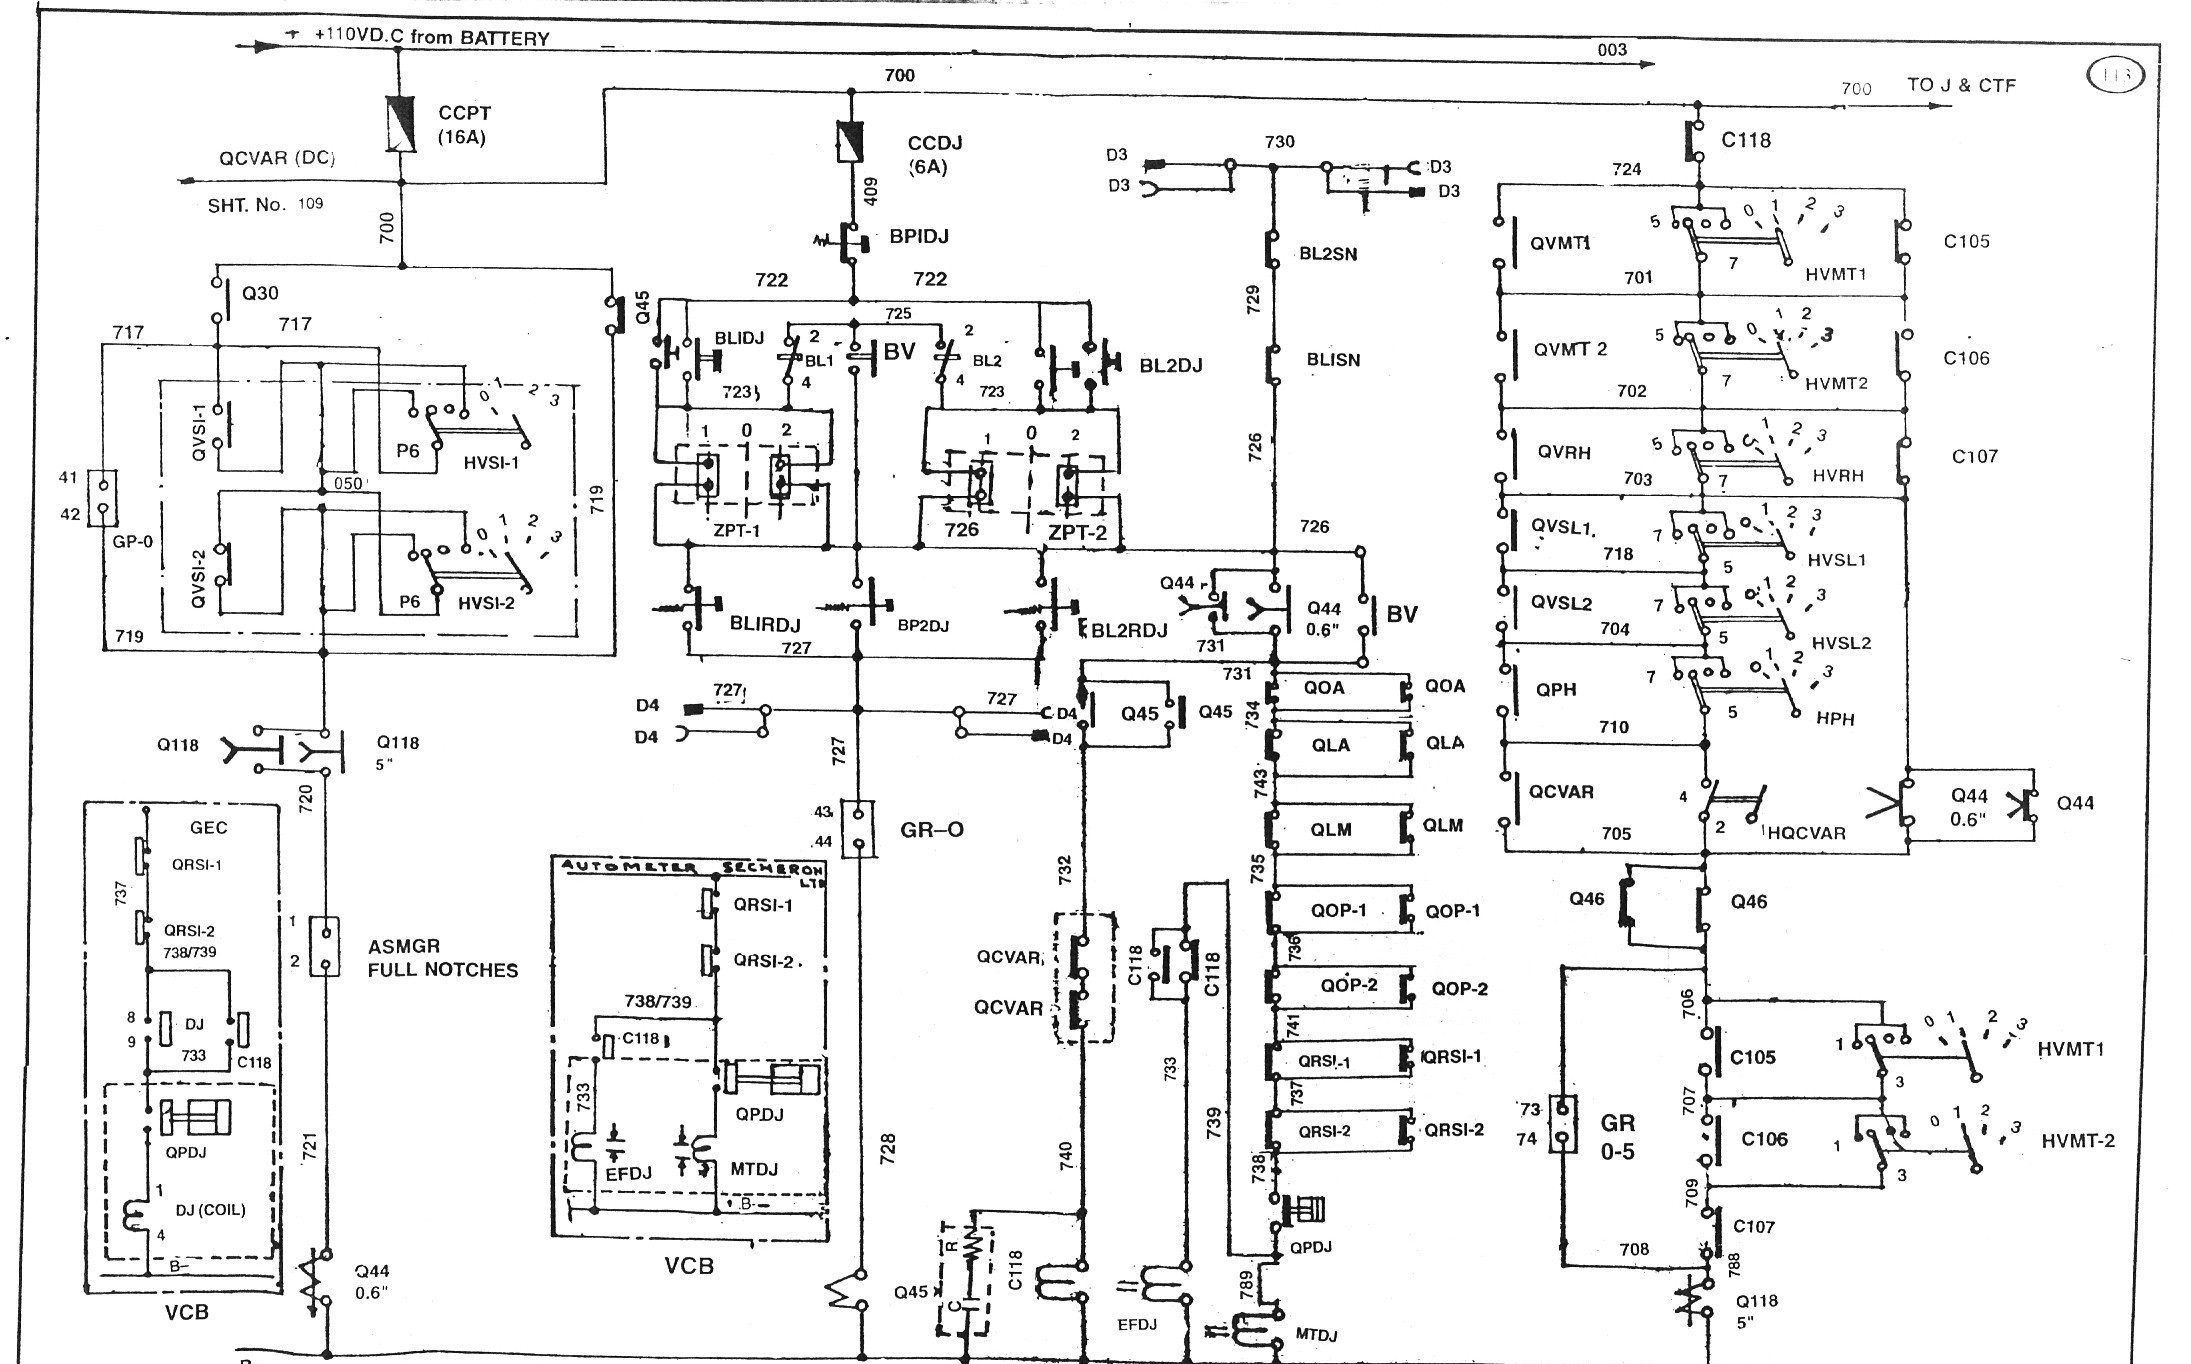 + +110VD.C from BATTERY
003
113
700
700 TO J & CTF
CCPT
(16A)
CCDJ
(6A)
C118
QCVAR (DC)
SHT. No. 109
700
409
730
D3
D3
D3
D3
724
BPIDJ
BL2SN
QVMT1
5
0 1 2 3
7
HVMT1
C105
701
Q30
722
722
729
Q45
717
717
725
BLIDJ
2
BL1
4
BV
2
BL2
4
BL2DJ
BLISN
QVMT 2
5
0 1 2 3
7
HVMT2
C106
702
723
723
QVSI-1
P6
0 1 2 3
HVSI-1
1 0 2
1 0 2
726
QVRH
5
1 2 3
7
HVRH
C107
703
41
42
GP-0
050
719
ZPT-1
726
ZPT-2
726
QVSL1
7
1 2 3
5
HVSL1
718
QVSI-2
P6
0 1 2 3
HVSI-2
Q44
Q44
0.6"
BV
QVSL2
7
1 2 3
5
HVSL2
704
719
BLIRDJ
BP2DJ
BL2RDJ
727
731
731
QPH
7
1 2 3
5
HPH
710
D4
D4
727
727
D4
D4
Q45
Q45
QOA
QOA
734
Q118
Q118
5"
727
QLA
QLA
743
720
QCVAR
4
2
HQCVAR
705
Q44
0.6"
Q44
GEC
QRSI-1
737
QRSI-2
738/739
8
9
DJ
733
C118
QPDJ
1
4
DJ (COIL)
B-
VCB
1
2
ASMGR
FULL NOTCHES
721
Q44
0.6"
43
44
GR-O
AUTOMETER SECHERON
LTD
QRSI-1
QRSI-2
738/739
C118
733
QPDJ
EFDJ
MTDJ
B-
VCB
728
Q45
732
QCVAR
QCVAR
740
R
C
C118
C118
C118
733
739
EFDJ
QLM
QLM
735
QOP-1
QOP-1
736
QOP-2
QOP-2
741
QRSI-1
QRSI-1
737
QRSI-2
QRSI-2
738
QPDJ
789
MTDJ
Q46
Q46
706
C105
1
0 1 2 3
3
HVMT1
707
73
74
GR
0-5
C106
1
0 1 2 3
3
HVMT-2
709
C107
708
788
Q118
5"